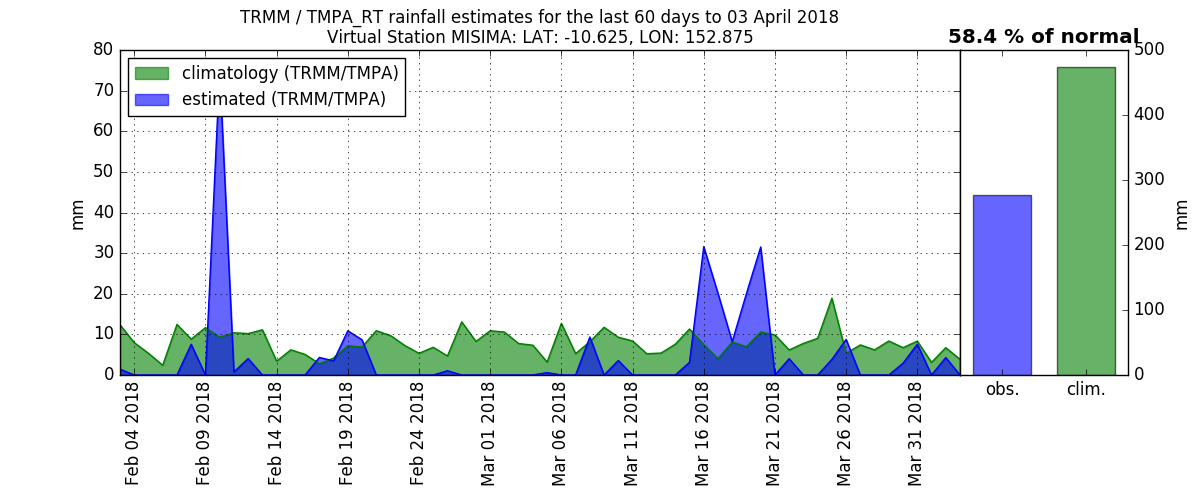 TRMM / TMPA_RT rainfall estimates for the last 60 days to 03 April 2018
Virtual Station MISIMA: LAT: -10.625, LON: 152.875
58.4 % of normal
climatology (TRMM/TMPA)
estimated (TRMM/TMPA)
80
70
60
50
40
30
20
10
0
mm
Feb 04 2018
Feb 09 2018
Feb 14 2018
Feb 19 2018
Feb 24 2018
Mar 01 2018
Mar 06 2018
Mar 11 2018
Mar 16 2018
Mar 21 2018
Mar 26 2018
Mar 31 2018
500
400
300
200
100
0
mm
obs.
clim.